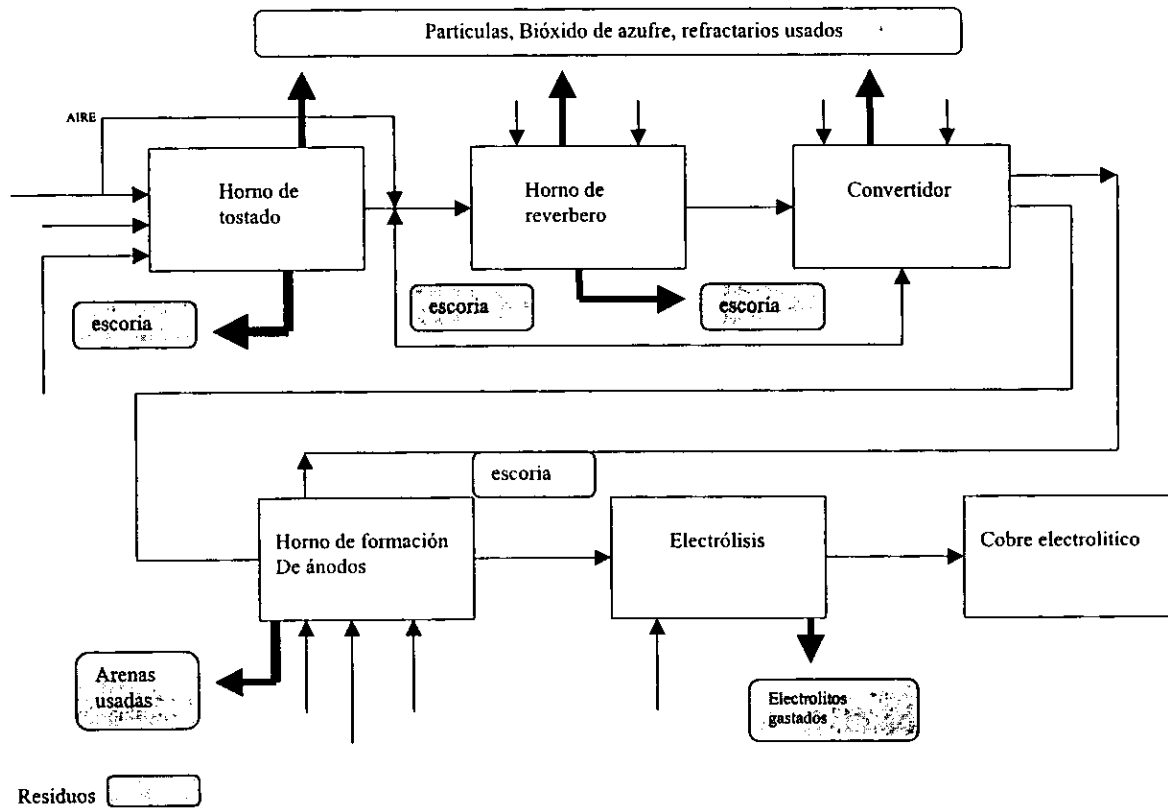 Partículas, Bióxido de azufre, refractarios usados
AIRE
Horno de
tostado
Horno de
reverbero
Convertidor
escoria
escoria
escoria
escoria
Horno de formación
De ánodos
Electrólisis
Cobre electrolítico
Arenas
usadas
Electrolitos
gastados
Residuos